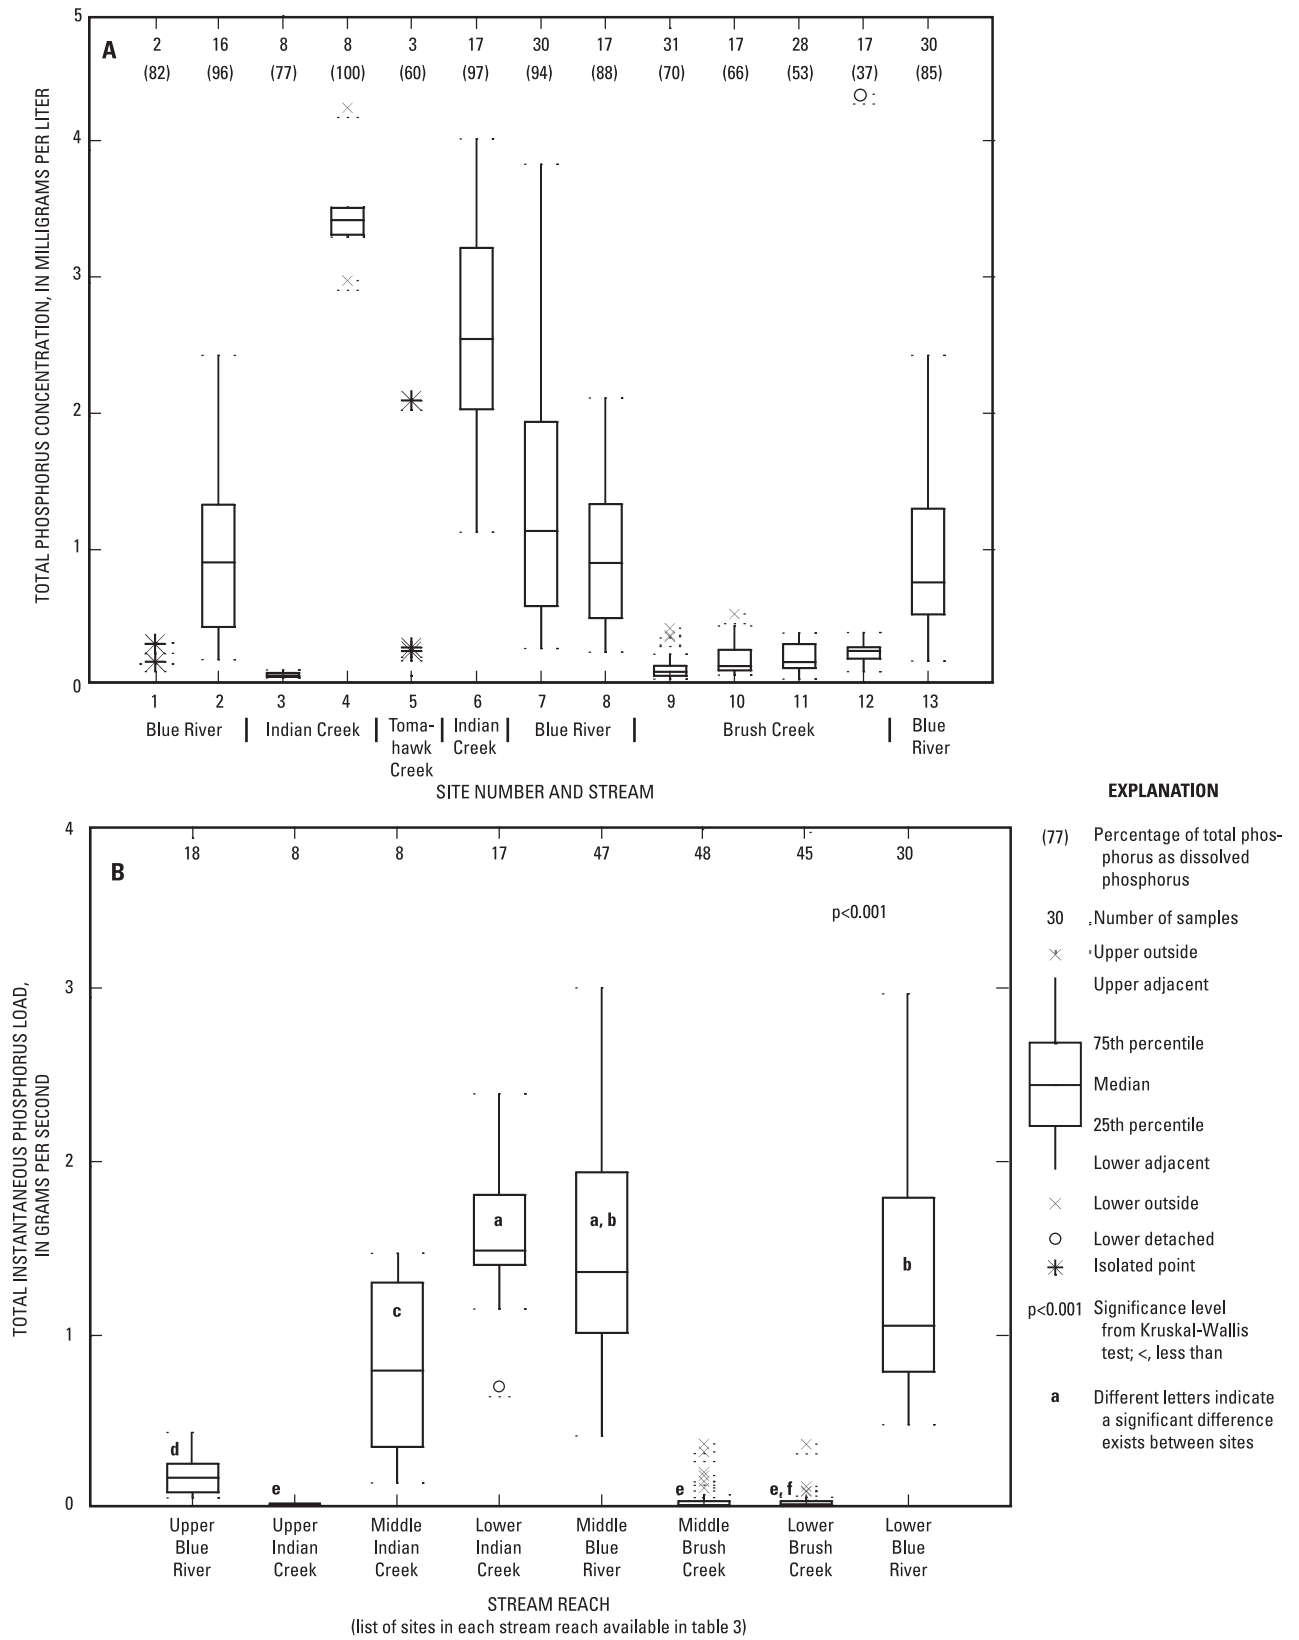 5
A
2 16 8 8 3 17 30 17 31 17 28 17 30
(82) (96) (77) (100) (60) (97) (94) (88) (70) (66) (53) (37) (85)
4
3
2
1
0
TOTAL PHOSPHORUS CONCENTRATION, IN MILLIGRAMS PER LITER
1 2 3 4 5 6 7 8 9 10 11 12 13
Blue River
Indian Creek
Toma-
hawk
Creek
Indian
Creek
Blue River
Brush Creek
Blue
River
SITE NUMBER AND STREAM
4
B
18 8 8 17 47 48 45 30
p<0.001
3
2
1
0
TOTAL INSTANTANEOUS PHOSPHORUS LOAD,
IN GRAMS PER SECOND
d
e
c
a
a, b
e
e, f
b
Upper
Blue
River
Upper
Indian
Creek
Middle
Indian
Creek
Lower
Indian
Creek
Middle
Blue
River
Middle
Brush
Creek
Lower
Brush
Creek
Lower
Blue
River
STREAM REACH
(list of sites in each stream reach available in table 3)
EXPLANATION
(77) Percentage of total phos-
phorus as dissolved
phosphorus
30 Number of samples
Upper outside
Upper adjacent
75th percentile
Median
25th percentile
Lower adjacent
Lower outside
Lower detached
Isolated point
p<0.001 Significance level
from Kruskal-Wallis
test; <, less than
a Different letters indicate
a significant difference
exists between sites